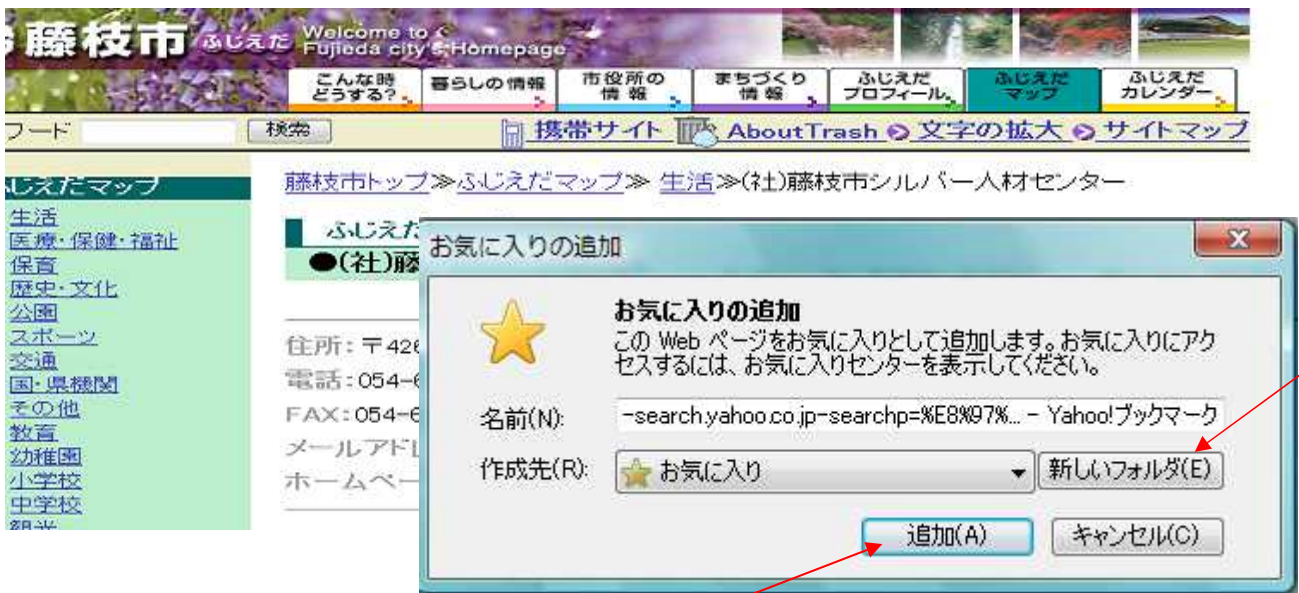 藤枝市 ふじえだ Welcome to
Fujieda city's Homepage
こんな時
どうする?
暮らしの情報
市役所の
情報
まちづくり
情報
ふじえだ
プロフィール
ふじえだ
マップ
ふじえだ
カレンダー
ワード 検索 携帯サイト AboutTrash 文字の拡大 サイトマップ
じえだマップ
生活
医療・保健・福祉
保育
歴史・文化
公園
スポーツ
交通
国・県機関
その他
教育
幼稚園
小学校
中学校
観光
藤枝市トップ≫ふじえだマップ≫ 生活≫(社)藤枝市シルバー人材センター
ふじえだ
●(社)藤
住所:〒426
電話:054-6
FAX:054-6
メールアドレ
ホームペー
お気に入りの追加
お気に入りの追加
この Web ページをお気に入りとして追加します。お気に入りにアク
セスするには、お気に入りセンターを表示してください。
名前(N): -search.yahoo.co.jp-searchp=%E8%97%... - Yahoo!ブックマーク
作成先(R): お気に入り 新しいフォルダ(E)
追加(A) キャンセル(C)